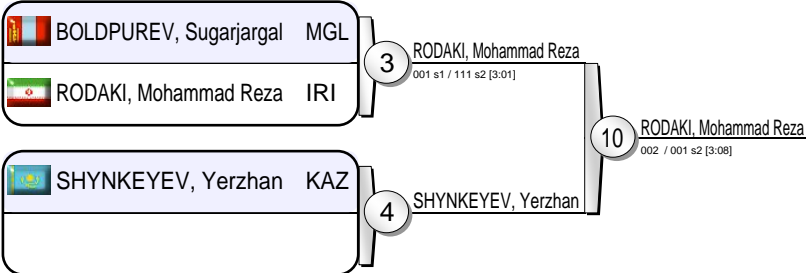 BOLDPUREV, Sugarjargal MGL
RODAKI, Mohammad Reza IRI
3
RODAKI, Mohammad Reza
001 s1 / 111 s2 [3:01]
SHYNKEYEV, Yerzhan KAZ
4
SHYNKEYEV, Yerzhan
10
RODAKI, Mohammad Reza
002 / 001 s2 [3:08]